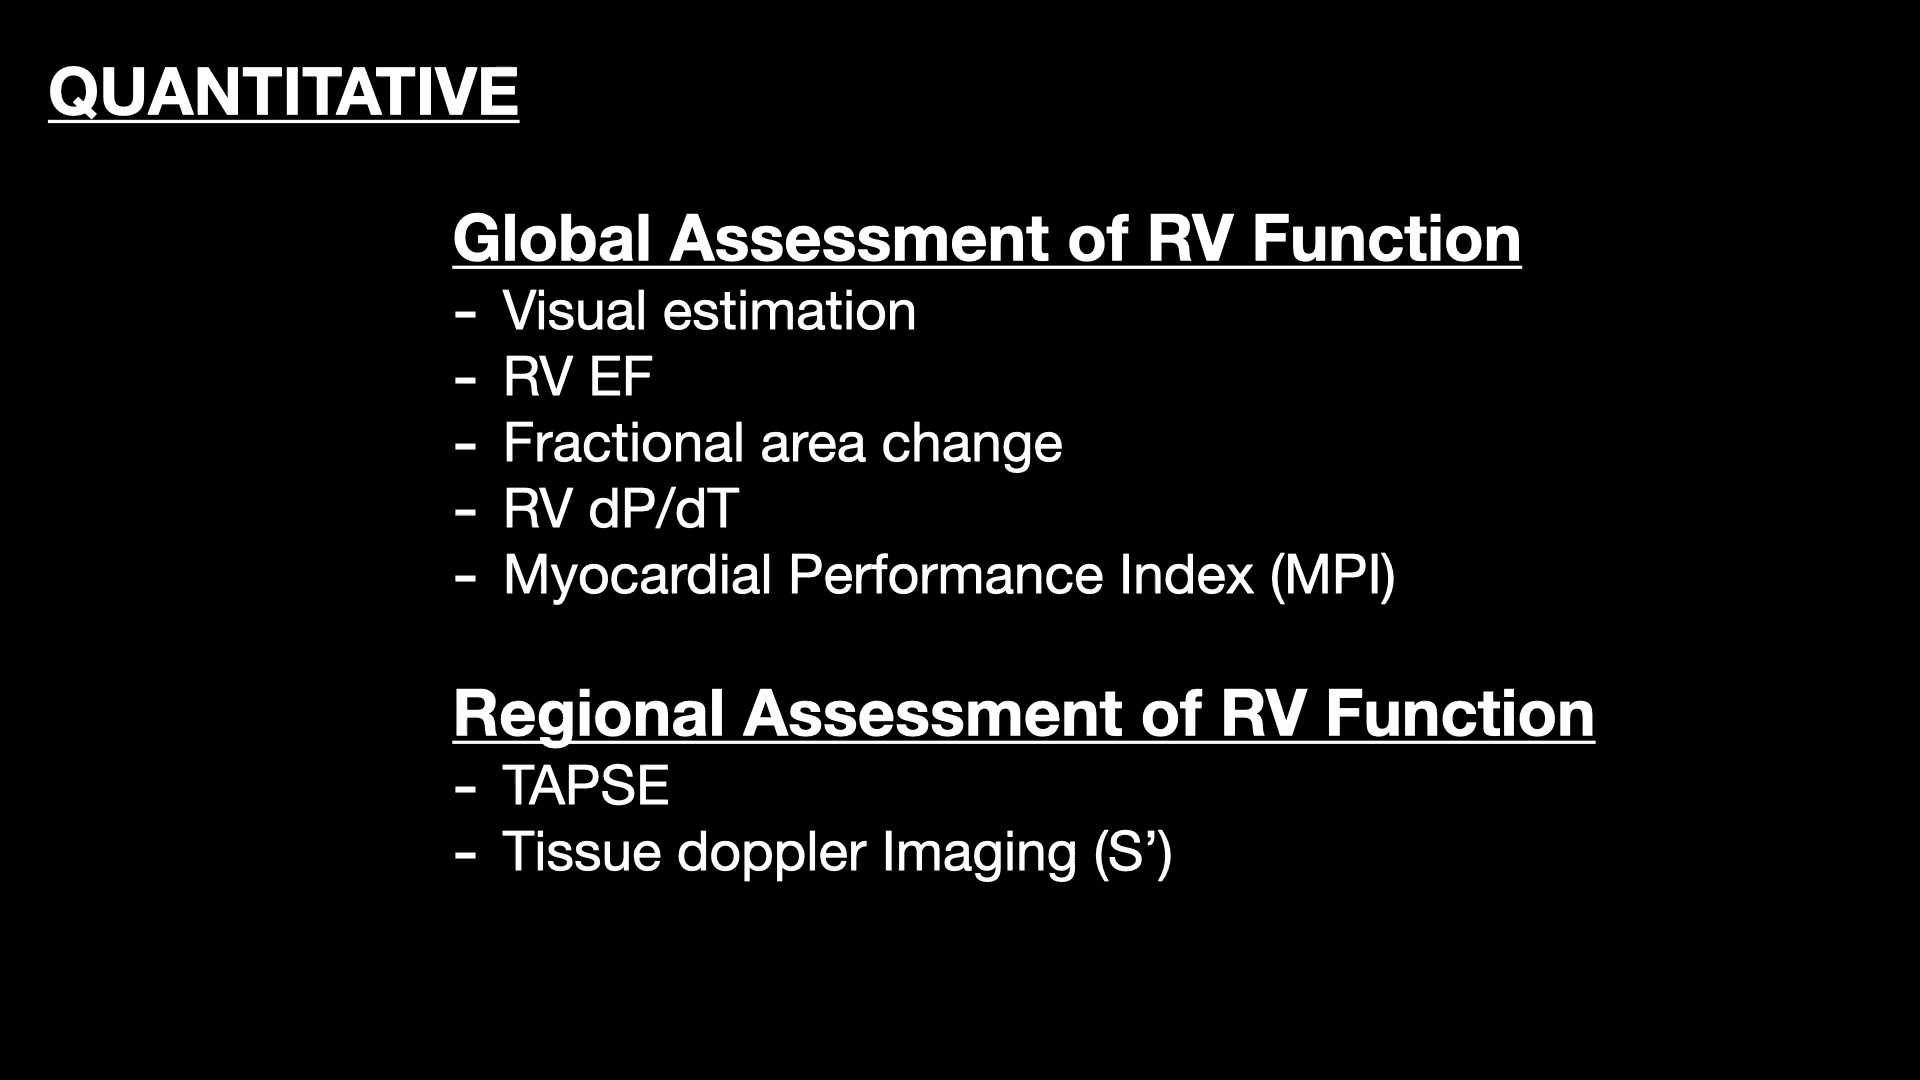 QUANTITATIVE
Global Assessment of RV Function
- Visual estimation
- RV EF
- Fractional area change
- RV dP/dT
- Myocardial Performance Index (MPI)
Regional Assessment of RV Function
- TAPSE
- Tissue doppler Imaging (S’)